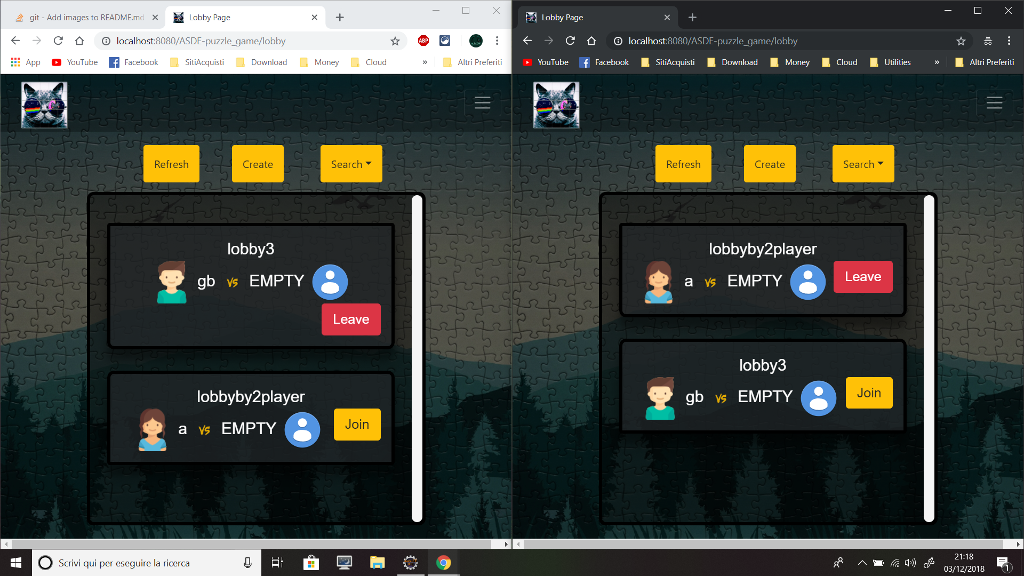 git - Add images to README.md
Lobby Page
localhost:8080/ASDE-puzzle_game/lobby
ABP
App YouTube Facebook SitiAcquisti Download Money Cloud » Altri Preferiti
Refresh Create Search
lobby3
gb VS EMPTY
Leave
lobbyby2player
a VS EMPTY Join
Lobby Page
localhost:8080/ASDE-puzzle_game/lobby
YouTube Facebook SitiAcquisti Download Money Cloud Utilities » Altri Preferiti
Refresh Create Search
lobbyby2player
a VS EMPTY Leave
lobby3
gb VS EMPTY Join
Scrivi qui per eseguire la ricerca
21:18
03/12/2018
1